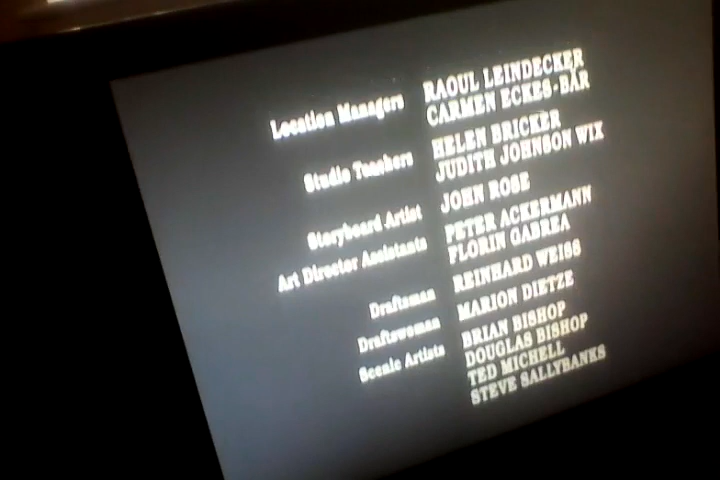 Location Managers RAOUL LEINDECKER
CARMEN ECKES-BÄR
Studio Teachers HELEN BRICKER
JUDITH JOHNSON WIX
Storyboard Artist JOHN ROSE
Art Director Assistants PETER ACKERMANN
FLORIN GABREA
Draftsman REINHARD WEISS
Draftswoman MARION DIETZE
Scenic Artists BRIAN BISHOP
DOUGLAS BISHOP
TED MICHELL
STEVE SALLYBANKS